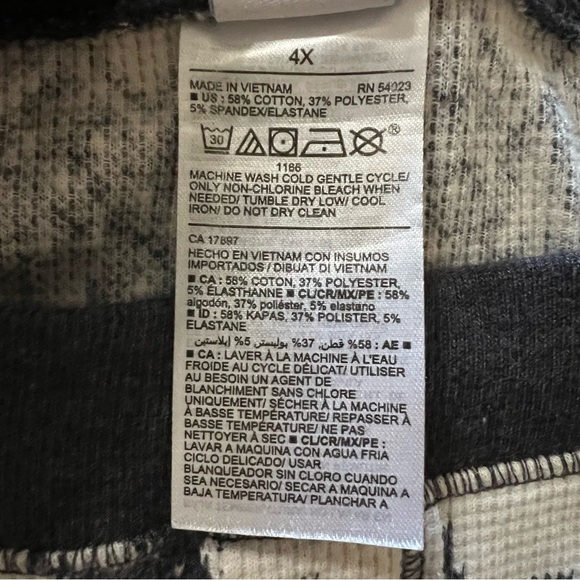 4X
MADE IN VIETNAM RN 54023
■ US : 58% COTTON, 37% POLYESTER,
5% SPANDEX/ELASTANE
30 ®
1166
MACHINE WASH COLD GENTLE CYCLE/
ONLY NON-CHLORINE BLEACH WHEN
NEEDED/ TUMBLE DRY LOW/ COOL
IRON/ DO NOT DRY CLEAN
CA 17897
HECHO EN VIETNAM CON INSUMOS
IMPORTADOS / DIBUAT DI VIETNAM
■ CA : 58% COTON, 37% POLYESTER,
5% ÉLASTHANNE ■ CL/CR/MX/PE : 58%
algodón, 37% poliéster, 5% elastano
■ ID : 58% KAPAS, 37% POLISTER, 5%
ELASTANE
■ AE : 58% قطن, 37% بوليستر, 5% إيلاستين
■ CA : LAVER À LA MACHINE À L'EAU
FROIDE AU CYCLE DÉLICAT/ UTILISER
AU BESOIN UN AGENT DE
BLANCHIMENT SANS CHLORE
UNIQUEMENT/ SÉCHER À LA MACHINE
À BASSE TEMPÉRATURE/ REPASSER À
BASSE TEMPÉRATURE/ NE PAS
NETTOYER À SEC ■ CL/CR/MX/PE :
LAVAR A MAQUINA CON AGUA FRIA
CICLO DELICADO/ USAR
BLANQUEADOR SIN CLORO CUANDO
SEA NECESARIO/ SECAR A MAQUINA A
BAJA TEMPERATURA/ PLANCHAR A